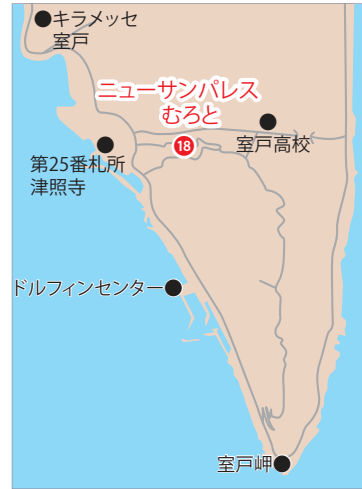 キラメッセ
室戸
ニューサンパレス
むろと
18
室戸高校
第25番札所
津照寺
ドルフィンセンター
室戸岬